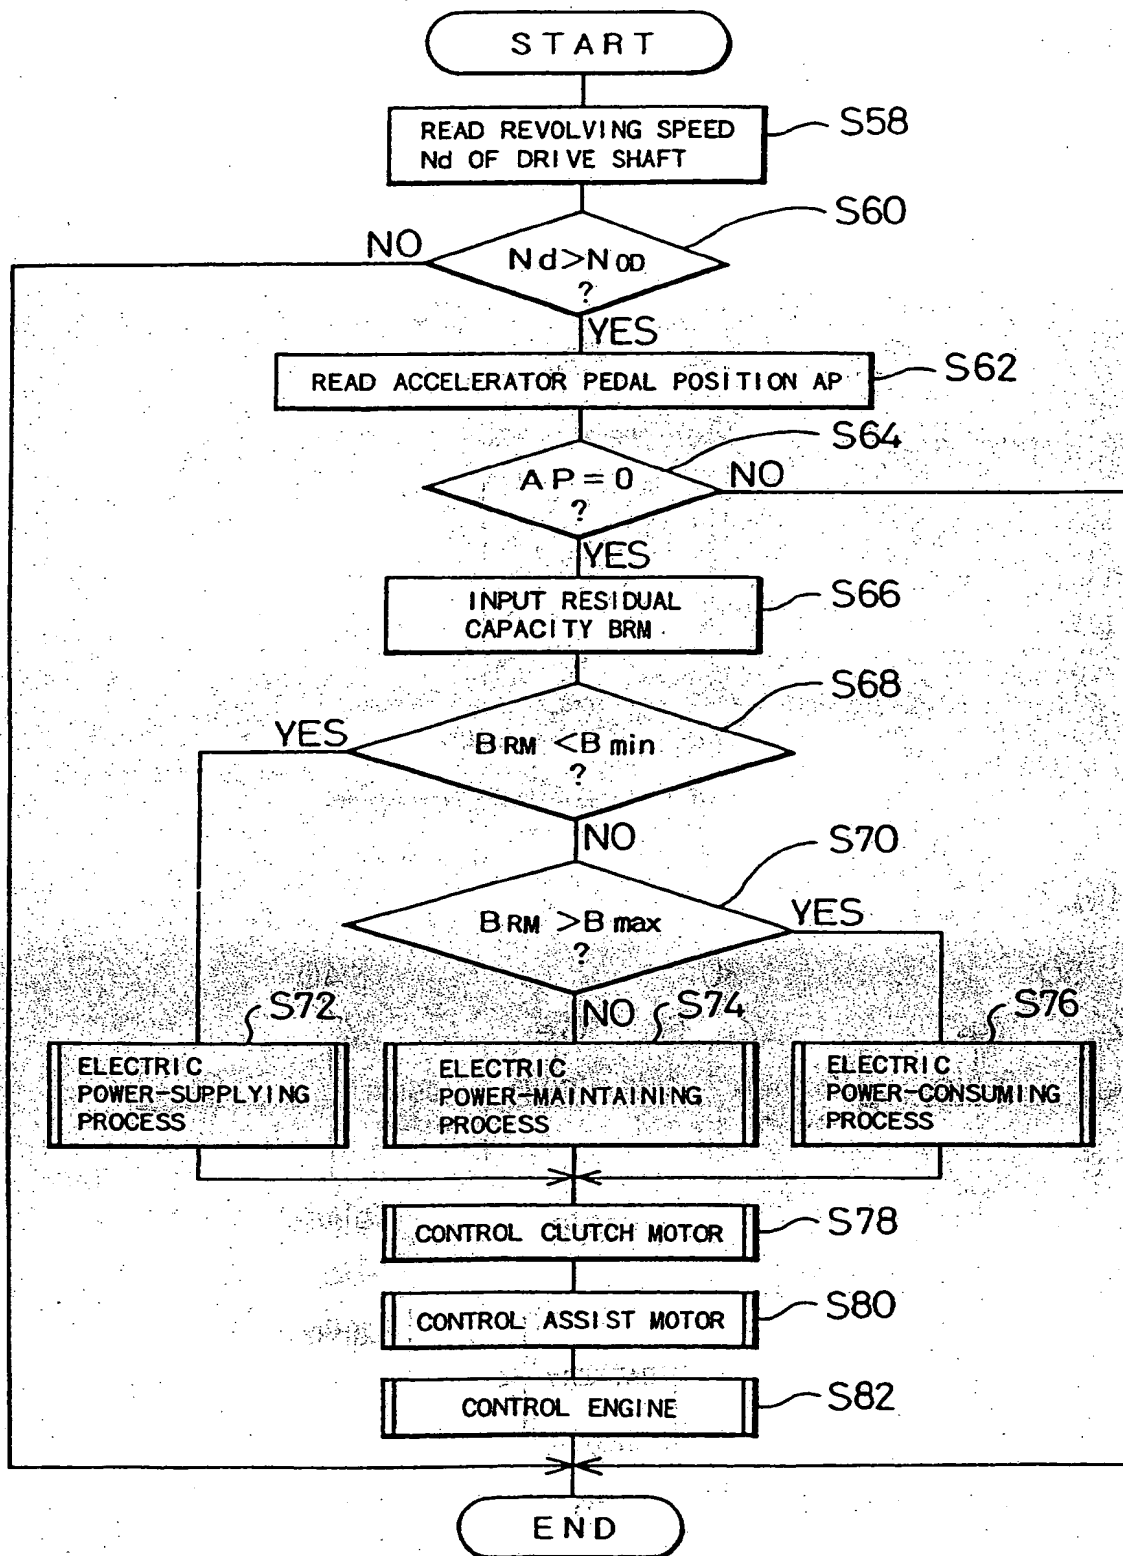 START
READ REVOLVING SPEED
Nd OF DRIVE SHAFT
S58
S60
NO
Nd>NOD
?
YES
READ ACCELERATOR PEDAL POSITION AP
S62
S64
AP=0
?
NO
YES
INPUT RESIDUAL
CAPACITY BRM
S66
S68
YES
BRM <Bmin
?
NO
S70
BRM >Bmax
?
YES
NO
S72
S74
S76
ELECTRIC
POWER-SUPPLYING
PROCESS
ELECTRIC
POWER-MAINTAINING
PROCESS
ELECTRIC
POWER-CONSUMING
PROCESS
CONTROL CLUTCH MOTOR
S78
CONTROL ASSIST MOTOR
S80
CONTROL ENGINE
S82
END